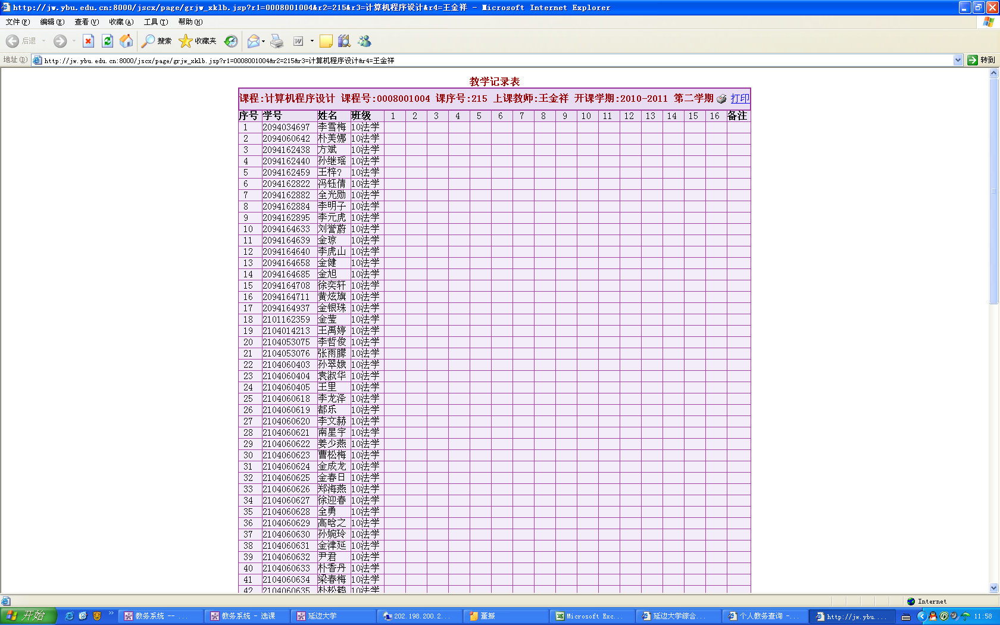 http://jw.ybu.edu.cn:8000/jscx/page/grjw_xklb.jsp?r1=0008001004&r2=215&r3=计算机程序设计&r4=王金祥 - Microsoft Internet Explorer
文件(F) 编辑(E) 查看(V) 收藏(A) 工具(T) 帮助(H)
后退 搜索 收藏夹
地址(D) http://jw.ybu.edu.cn:8000/jscx/page/grjw_xklb.jsp?r1=0008001004&r2=215&r3=计算机程序设计&r4=王金祥 转到
教学记录表
课程:计算机程序设计 课程号:0008001004 课序号:215 上课教师:王金祥 开课学期:2010-2011 第二学期 打印
序号 学号 姓名 班级 1 2 3 4 5 6 7 8 9 10 11 12 13 14 15 16 备注
1 2094034697 李雪梅 10法学
2 2094060642 朴美娜 10法学
3 2094162438 方斌 10法学
4 2094162440 孙继瑶 10法学
5 2094162459 王梓? 10法学
6 2094162822 冯钰倩 10法学
7 2094162882 全光勋 10法学
8 2094162884 李明子 10法学
9 2094162895 李元虎 10法学
10 2094164633 刘誉蔚 10法学
11 2094164639 金琼 10法学
12 2094164640 李虎山 10法学
13 2094164658 金健 10法学
14 2094164685 金旭 10法学
15 2094164708 徐奕轩 10法学
16 2094164711 黄炫旗 10法学
17 2094164937 金银珠 10法学
18 2101162359 金莹 10法学
19 2104014213 王禹婷 10法学
20 2104053075 李哲俊 10法学
21 2104053076 张雨朦 10法学
22 2104060403 孙翠娥 10法学
23 2104060404 袁淑华 10法学
24 2104060405 王里 10法学
25 2104060618 李龙泽 10法学
26 2104060619 都乐 10法学
27 2104060620 李文赫 10法学
28 2104060621 南星宇 10法学
29 2104060622 姜少燕 10法学
30 2104060623 曹松梅 10法学
31 2104060624 金成龙 10法学
32 2104060625 金春日 10法学
33 2104060626 郑海燕 10法学
34 2104060627 徐迎春 10法学
35 2104060628 全勇 10法学
36 2104060629 高晗之 10法学
37 2104060630 孙婉玲 10法学
38 2104060631 金津延 10法学
39 2104060632 尹君 10法学
40 2104060633 朴香丹 10法学
41 2104060634 梁春梅 10法学
42 2104060635 朴松鹤 10法学
Internet
开始 教务系统 -- ... 教务系统 - 选课 延边大学 202.198.200.2... 董振 Microsoft Exc... 延边大学综合... 个人教务查询 -... http://jw.ybu.... 11:58